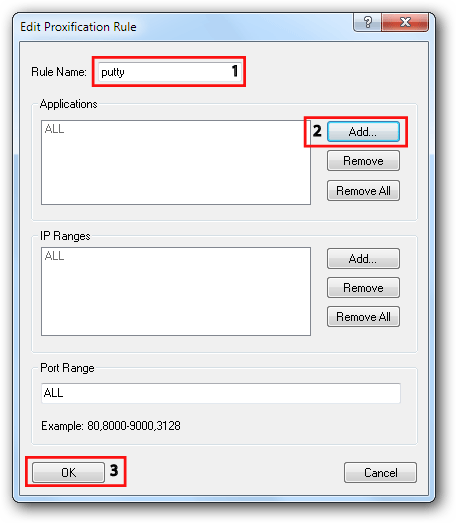 Edit Proxification Rule
?
Rule Name: putty 1
Applications
ALL
2 Add...
Remove
Remove All
IP Ranges
ALL
Add...
Remove
Remove All
Port Range
ALL
Example: 80,8000-9000,3128
OK 3
Cancel